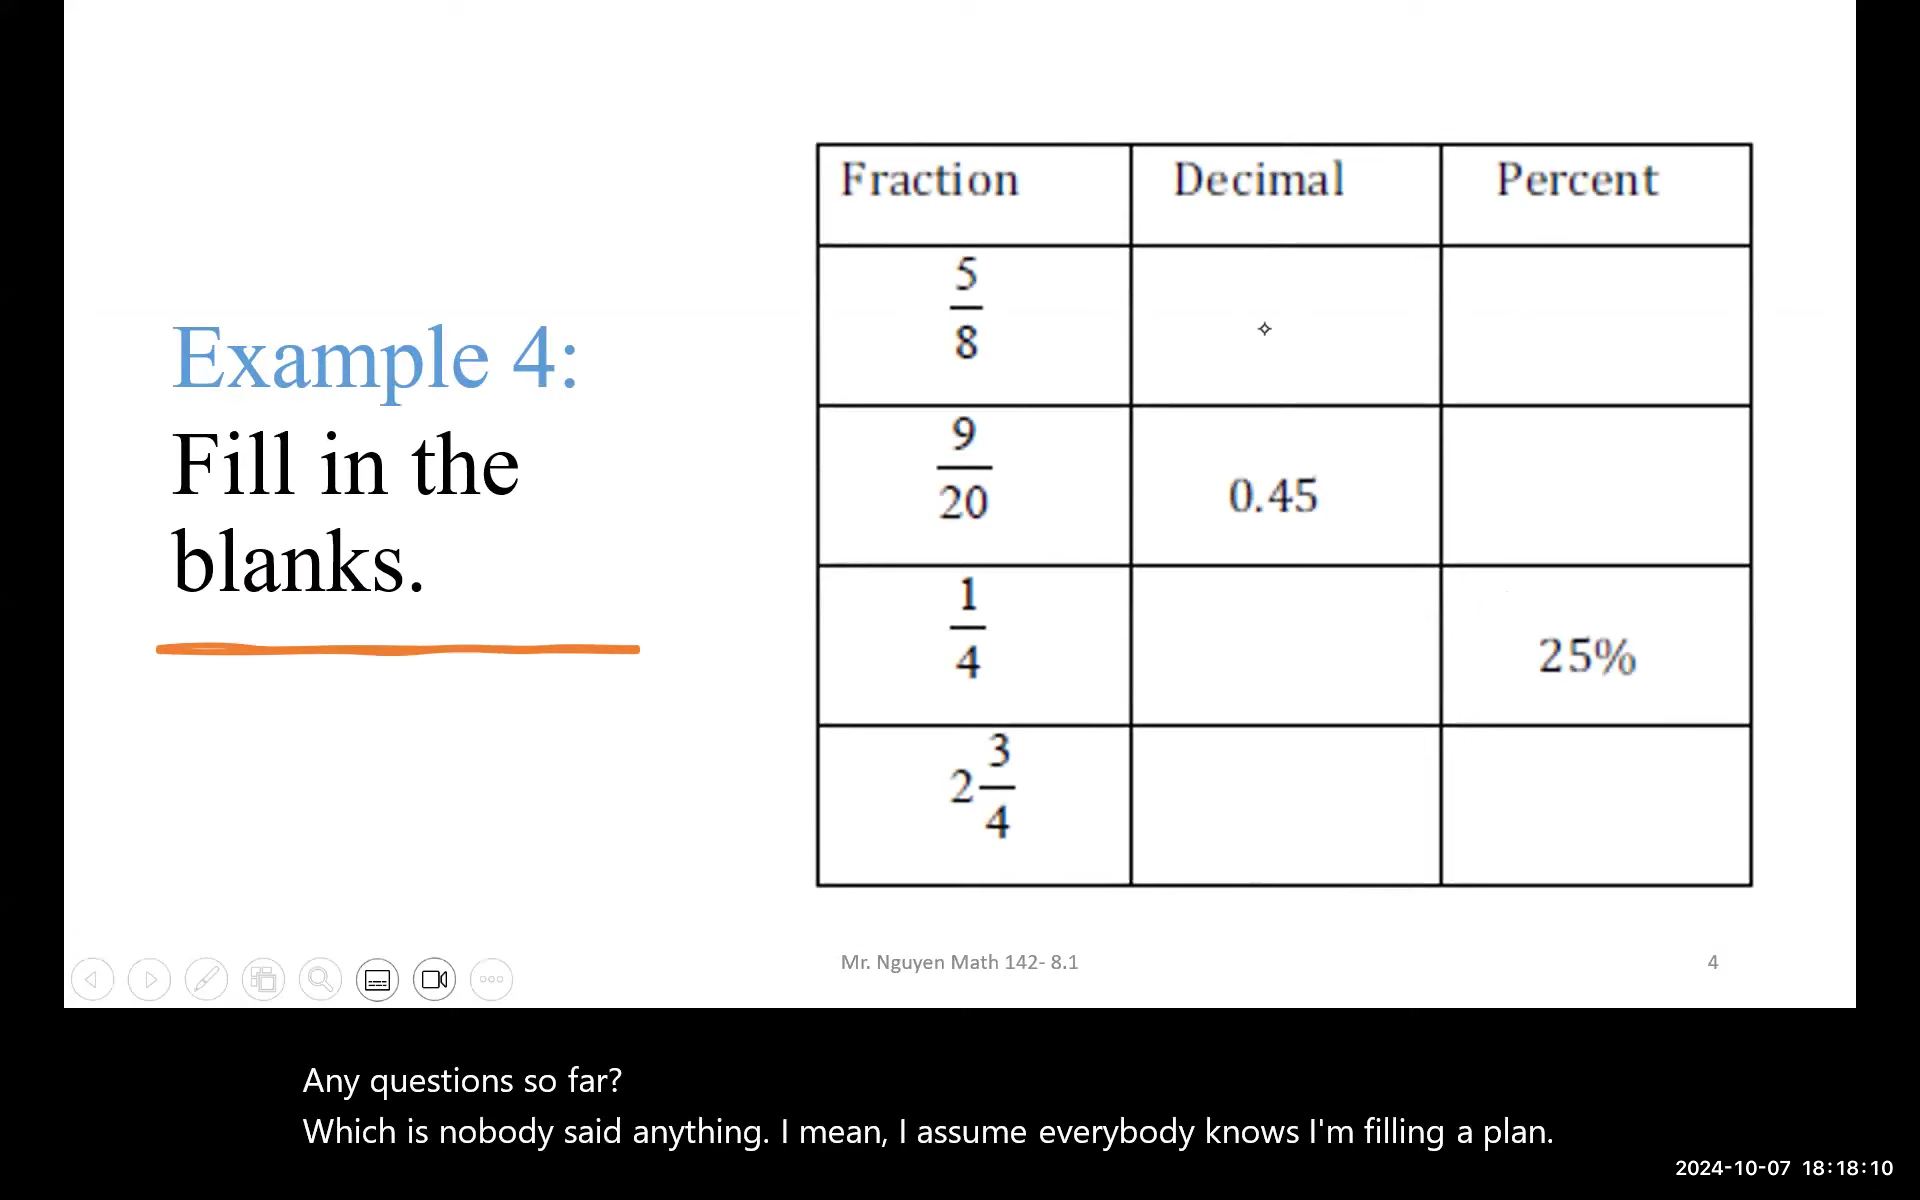 Example 4:
Fill in the
blanks.
Fraction Decimal Percent
5/8
9/20 0.45
1/4 25%
2 3/4
Mr. Nguyen Math 142- 8.1
4
Any questions so far?
Which is nobody said anything. I mean, I assume everybody knows I'm filling a plan.
2024-10-07 18:18:10